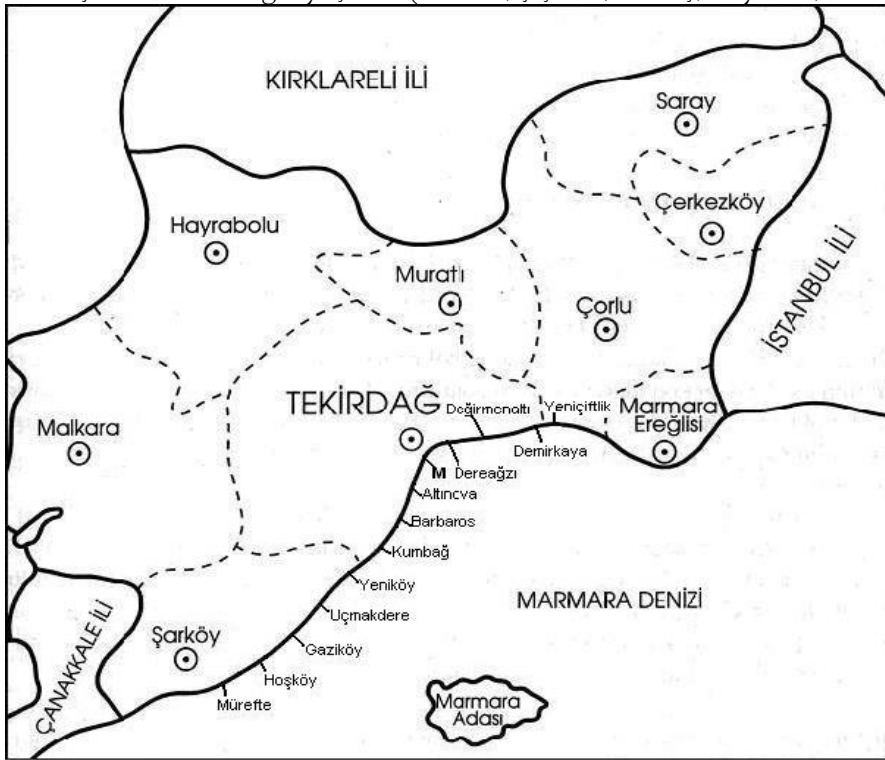 KIRKLARELİ İLİ
Saray
Çerkezköy
Hayrabolu
Muratlı
Çorlu
İSTANBUL İLİ
TEKİRDAĞ
Değirmenaltı
Yeniçiftlik
Marmara
Ereğlisi
Malkara
Demirkaya
M
Dereağzı
Altıncva
Barbaros
Kumbağ
Yeniköy
MARMARA DENİZİ
Uçmakdere
Şarköy
Gaziköy
Hoşköy
Mürefte
ÇANAKKALE İLİ
Marmara
Adası